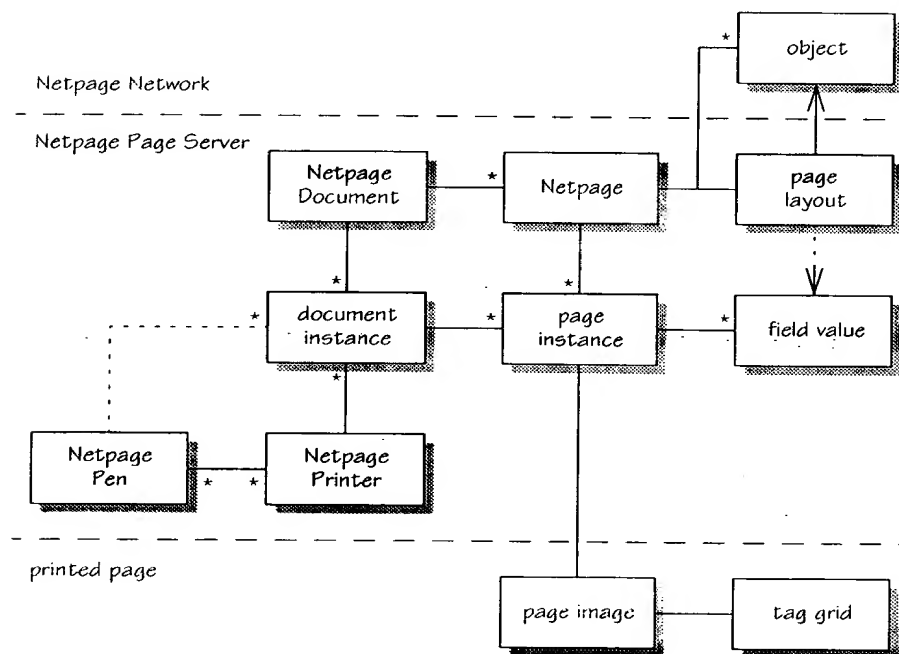 *
object
Netpage Network
Netpage Page Server
Netpage
Document
*
Netpage
page
layout
*
*
*
document
instance
*
page
instance
*
field value
*
Netpage
Pen
*
*
Netpage
Printer
printed page
page image
tag grid